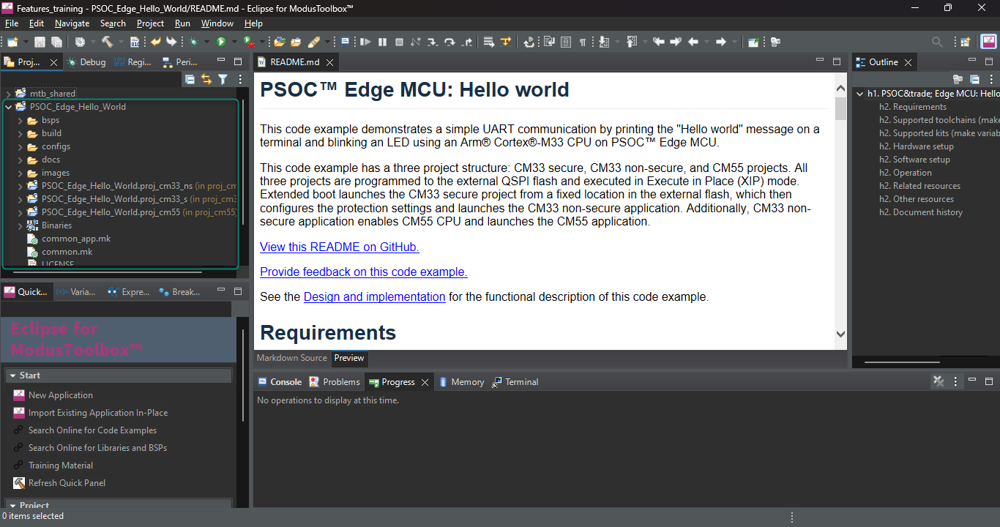 Features_training - PSOC_Edge_Hello_World/README.md - Eclipse for ModusToolbox™
File Edit Navigate Search Project Run Window Help
Proj... Debug Regi... Peri...
mtb_shared
PSOC_Edge_Hello_World
bsps
build
configs
docs
images
PSOC_Edge_Hello_World.proj_cm33_ns (in proj_cm
PSOC_Edge_Hello_World.proj_cm33_s (in proj_cm3
PSOC_Edge_Hello_World.proj_cm55 (in proj_cm55)
Binaries
common_app.mk
common.mk
LICENSE
Quick... Varia... Expre... Break...
Eclipse for
ModusToolbox™
Start
New Application
Import Existing Application In-Place
Search Online for Code Examples
Search Online for Libraries and BSPs
Training Material
Refresh Quick Panel
Project
0 items selected
README.md
PSOC™ Edge MCU: Hello world
This code example demonstrates a simple UART communication by printing the "Hello world" message on a
terminal and blinking an LED using an Arm® Cortex®-M33 CPU on PSOC™ Edge MCU.
This code example has a three project structure: CM33 secure, CM33 non-secure, and CM55 projects. All
three projects are programmed to the external QSPI flash and executed in Execute in Place (XIP) mode.
Extended boot launches the CM33 secure project from a fixed location in the external flash, which then
configures the protection settings and launches the CM33 non-secure application. Additionally, CM33 non-
secure application enables CM55 CPU and launches the CM55 application.
View this README on GitHub.
Provide feedback on this code example.
See the Design and implementation for the functional description of this code example.
Requirements
Markdown Source Preview
Console Problems Progress Memory Terminal
No operations to display at this time.
Outline
h1. PSOC&trade; Edge MCU: Hello
h2. Requirements
h2. Supported toolchains (make
h2. Supported kits (make variab
h2. Hardware setup
h2. Software setup
h2. Operation
h2. Related resources
h2. Other resources
h2. Document history